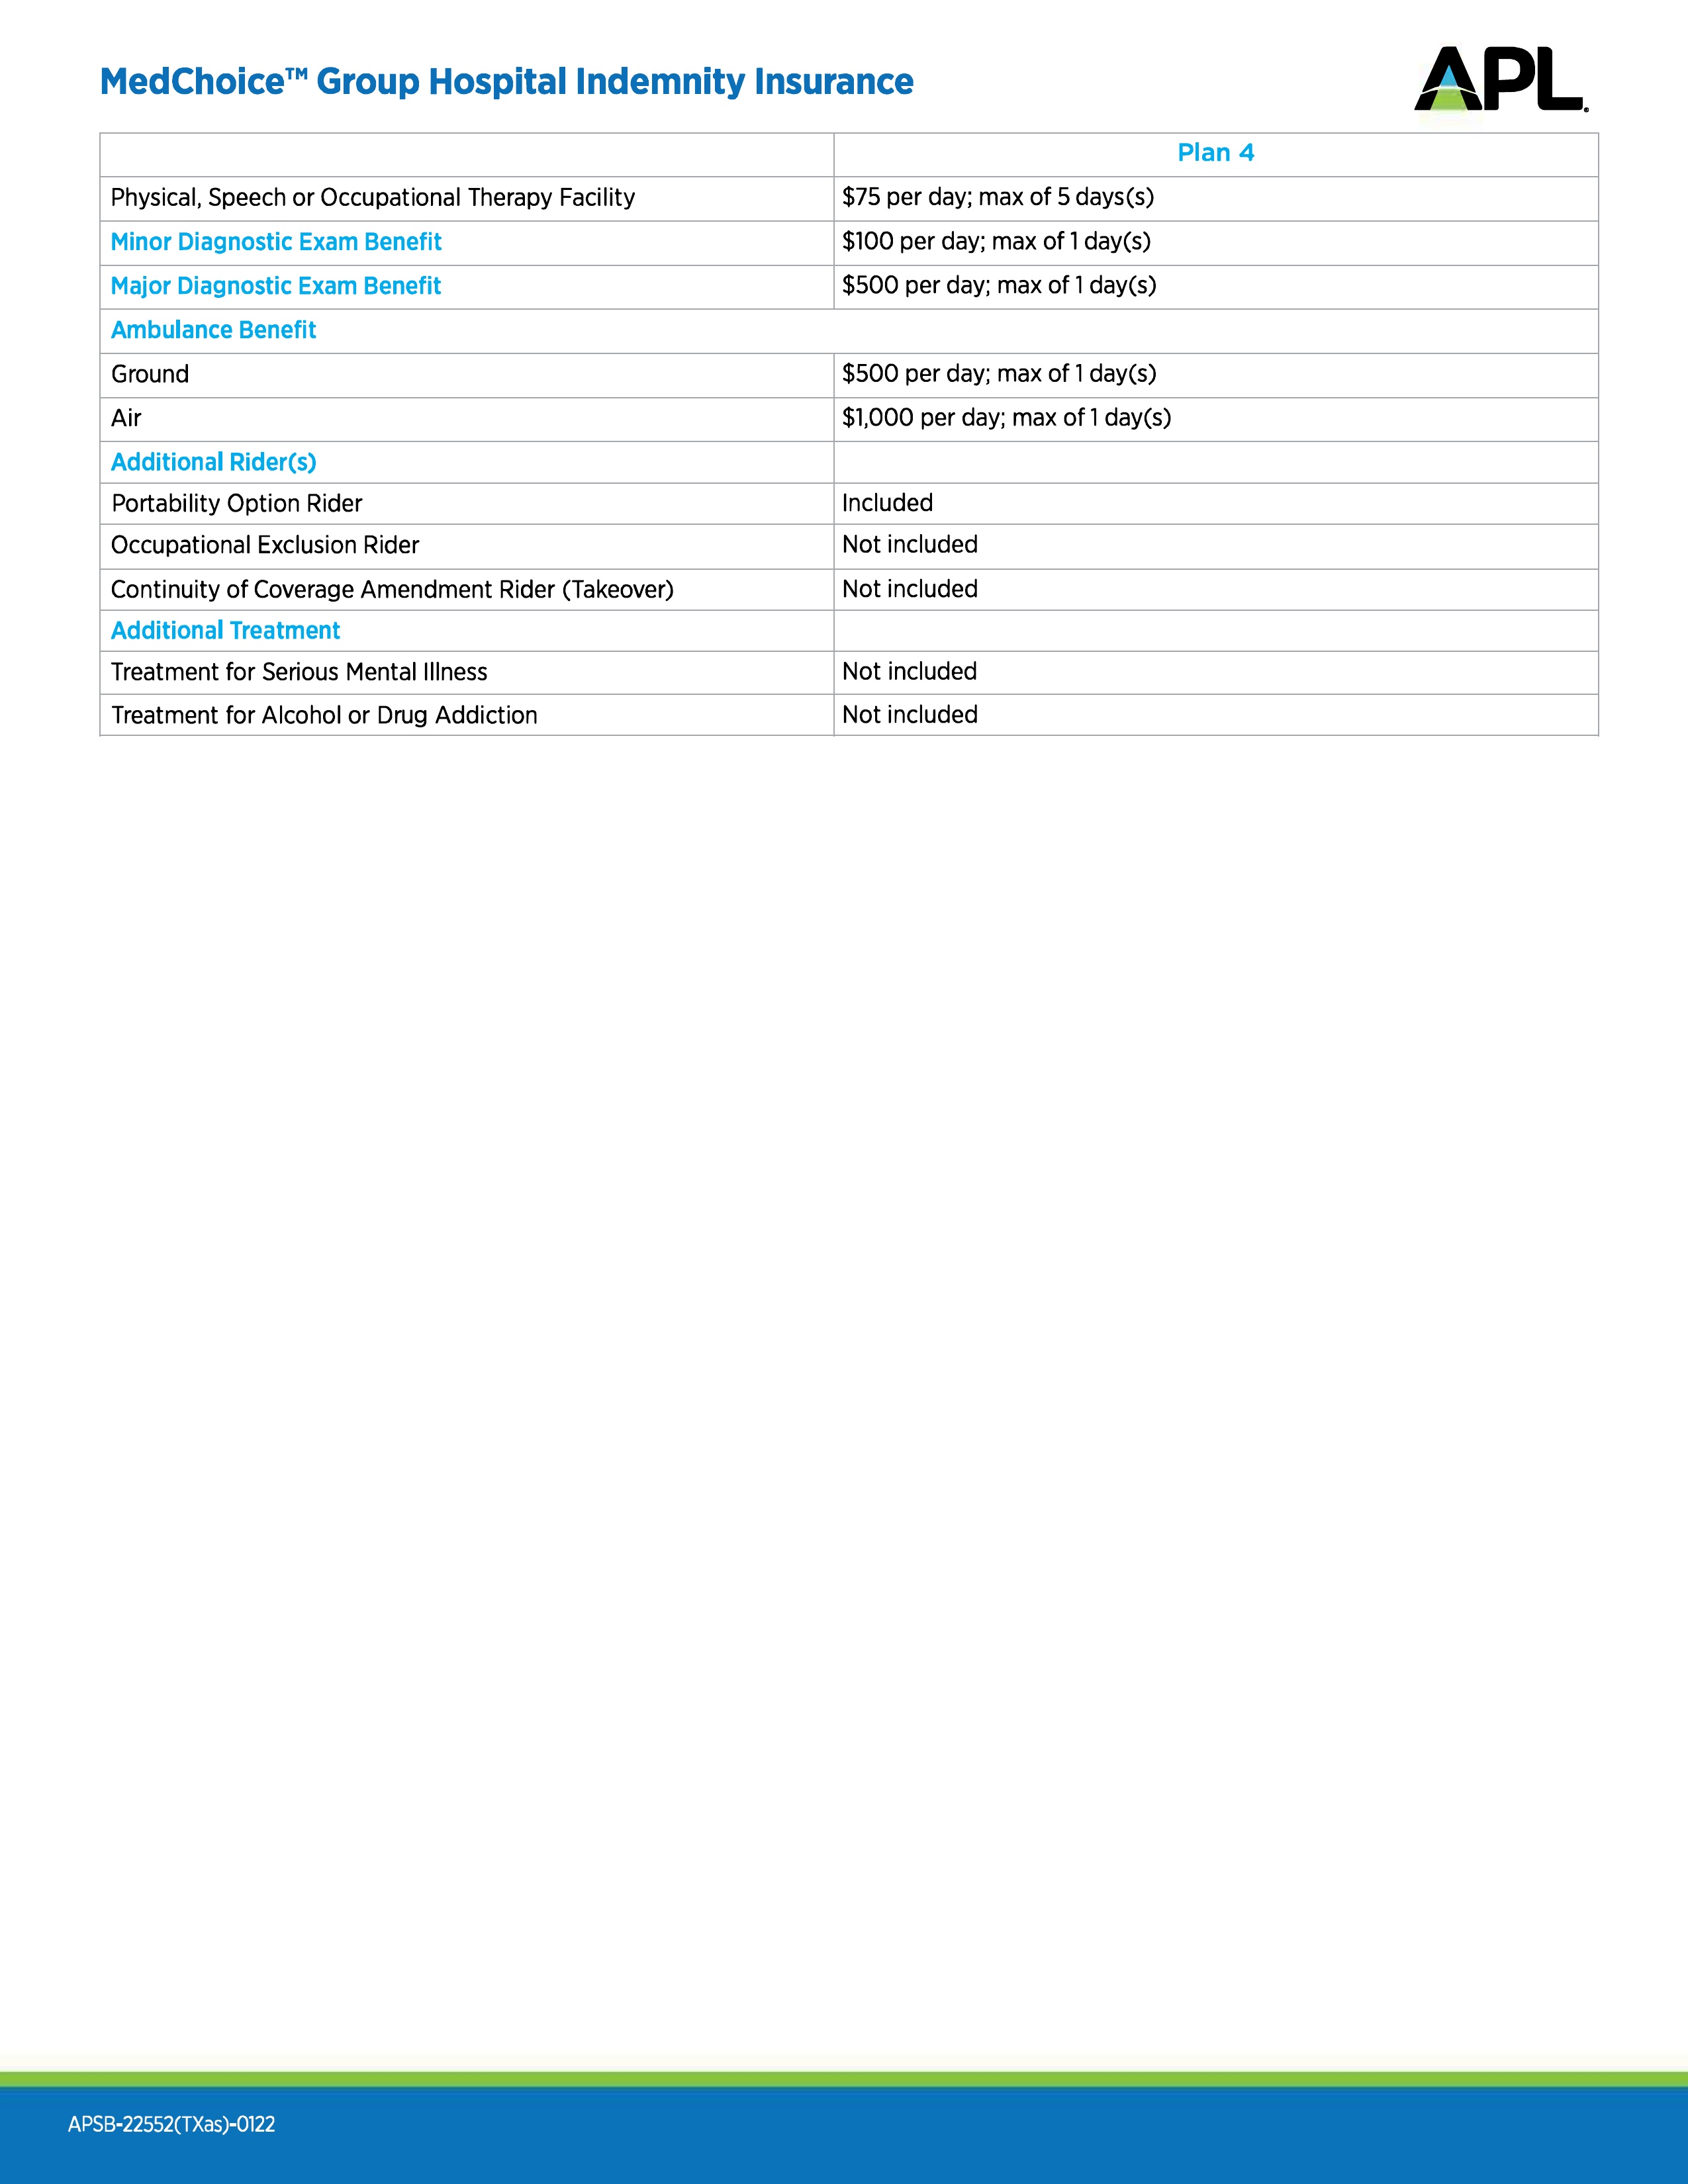 MedChoice™ Group Hospital Indemnity Insurance
APL
Plan 4
Physical, Speech or Occupational Therapy Facility $75 per day; max of 5 days(s)
Minor Diagnostic Exam Benefit $100 per day; max of 1 day(s)
Major Diagnostic Exam Benefit $500 per day; max of 1 day(s)
Ambulance Benefit
Ground $500 per day; max of 1 day(s)
Air $1,000 per day; max of 1 day(s)
Additional Rider(s)
Portability Option Rider Included
Occupational Exclusion Rider Not included
Continuity of Coverage Amendment Rider (Takeover) Not included
Additional Treatment
Treatment for Serious Mental Illness Not included
Treatment for Alcohol or Drug Addiction Not included
APSB-22552(TXas)-0122